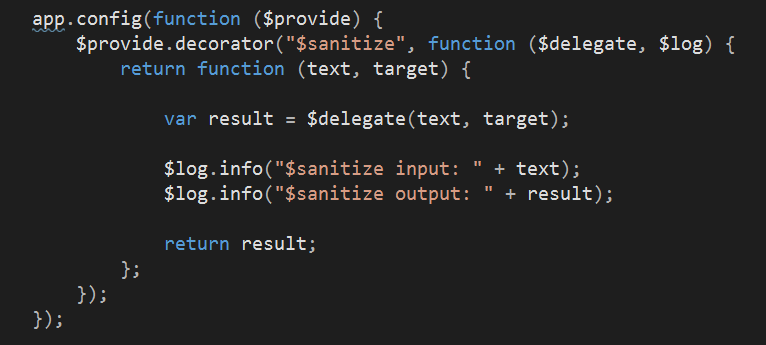 app.config(function ($provide) {
    $provide.decorator("$sanitize", function ($delegate, $log) {
        return function (text, target) {
            var result = $delegate(text, target);
            $log.info("$sanitize input: " + text);
            $log.info("$sanitize output: " + result);
            return result;
        };
    });
});